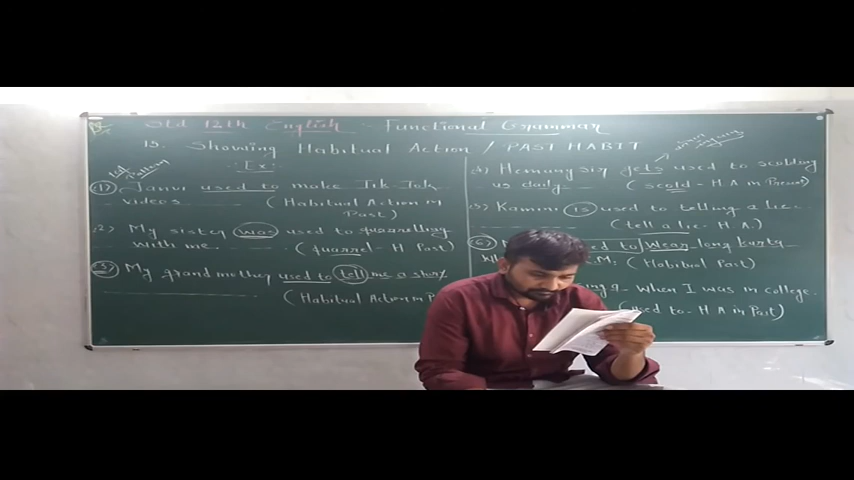 Std 12th English - Functional Grammar
15. Showing Habitual Action / PAST HABIT
: Ex :
(1) Janvi used to make Tik-Tok
videos (Habitual Action in
Past)
(2) My sister was used to quarrelling
with me. (quarrel - H Past)
(3) My grand mother used to tell me a story
(Habitual Action in P
(4) Hemang sir gets used to scolding
us daily. (scold - H A in Present)
(5) Kamini is used to telling a lie.
(tell a lie - H.A.)
(6) used to wear long kurta
(Habitual Past)
When I was in college.
(used to - H A in Past)